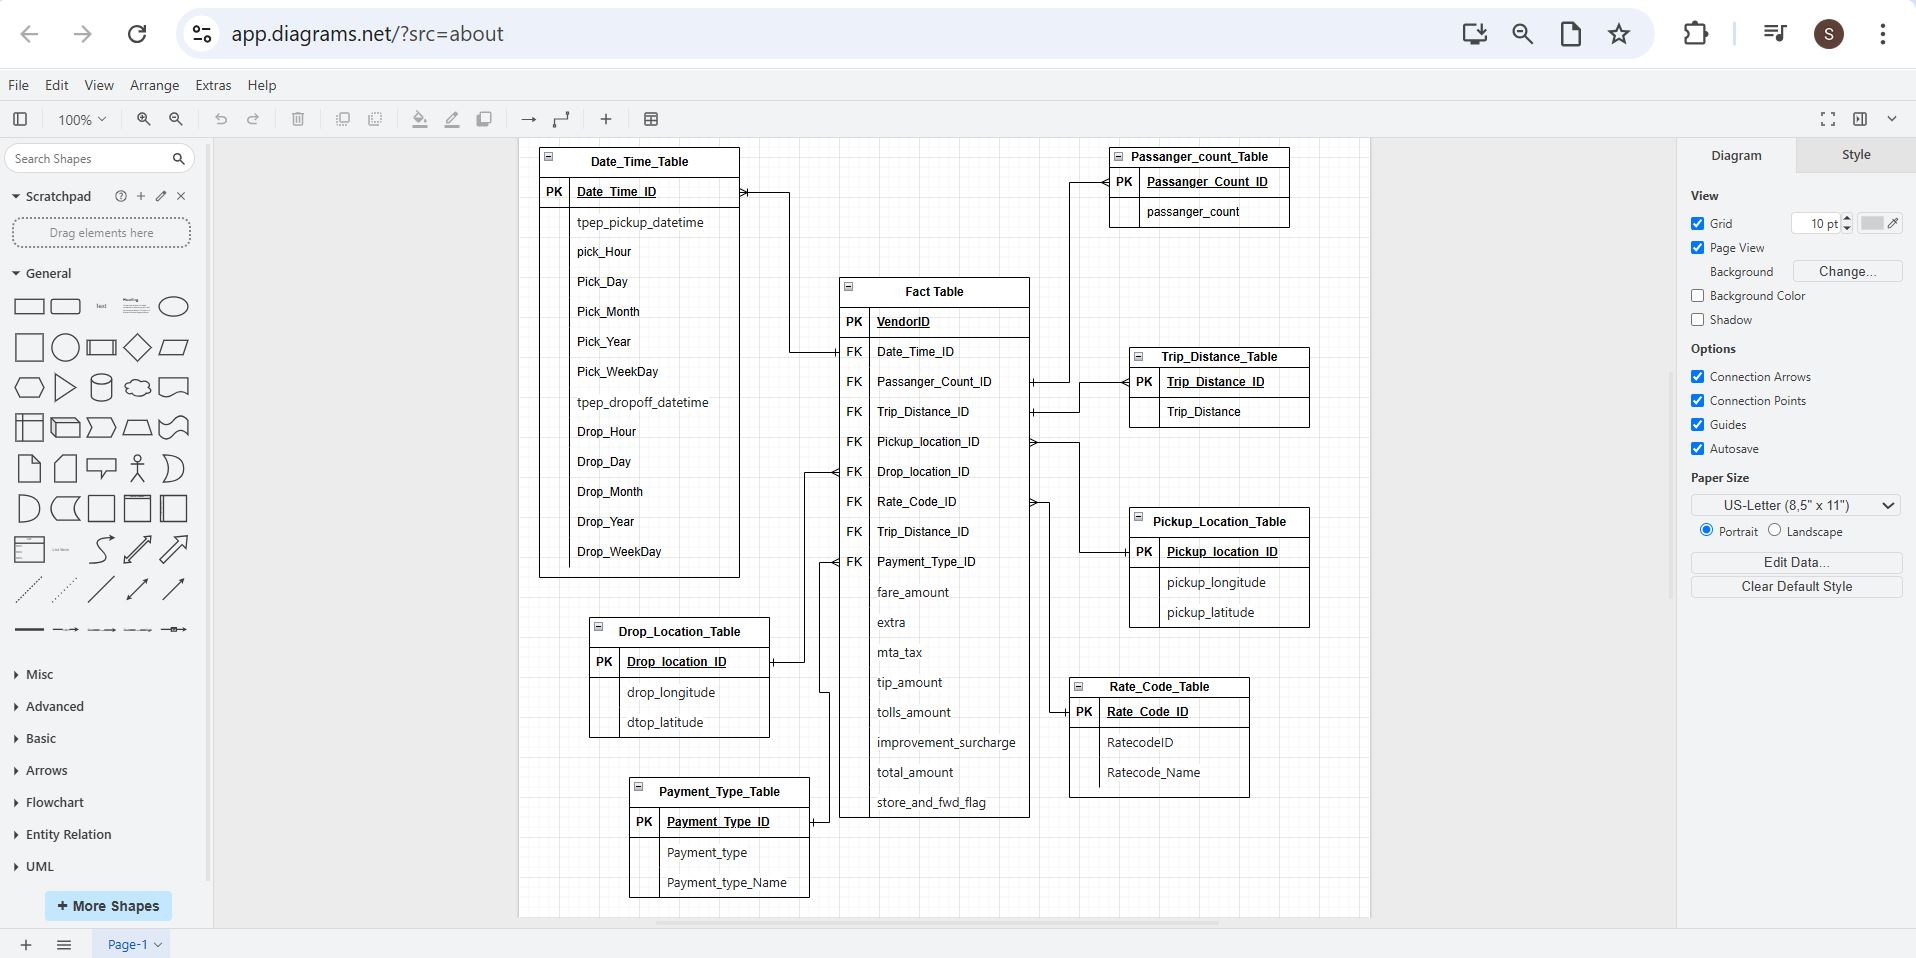 app.diagrams.net/?src=about
S
File Edit View Arrange Extras Help
100%
Search Shapes
Scratchpad
Drag elements here
General
Text
Heading
List Item
Misc
Advanced
Basic
Arrows
Flowchart
Entity Relation
UML
+ More Shapes
Page-1
Date_Time_Table
PK Date_Time_ID
tpep_pickup_datetime
pick_Hour
Pick_Day
Pick_Month
Pick_Year
Pick_WeekDay
tpep_dropoff_datetime
Drop_Hour
Drop_Day
Drop_Month
Drop_Year
Drop_WeekDay
Drop_Location_Table
PK Drop_location_ID
drop_longitude
dtop_latitude
Payment_Type_Table
PK Payment_Type_ID
Payment_type
Payment_type_Name
Fact Table
PK VendorID
FK Date_Time_ID
FK Passanger_Count_ID
FK Trip_Distance_ID
FK Pickup_location_ID
FK Drop_location_ID
FK Rate_Code_ID
FK Trip_Distance_ID
FK Payment_Type_ID
fare_amount
extra
mta_tax
tip_amount
tolls_amount
improvement_surcharge
total_amount
store_and_fwd_flag
Passanger_count_Table
PK Passanger_Count_ID
passanger_count
Trip_Distance_Table
PK Trip_Distance_ID
Trip_Distance
Pickup_Location_Table
PK Pickup_location_ID
pickup_longitude
pickup_latitude
Rate_Code_Table
PK Rate_Code_ID
RatecodeID
Ratecode_Name
Diagram Style
View
Grid 10 pt
Page View
Background Change...
Background Color
Shadow
Options
Connection Arrows
Connection Points
Guides
Autosave
Paper Size
US-Letter (8,5" x 11")
Portrait Landscape
Edit Data...
Clear Default Style